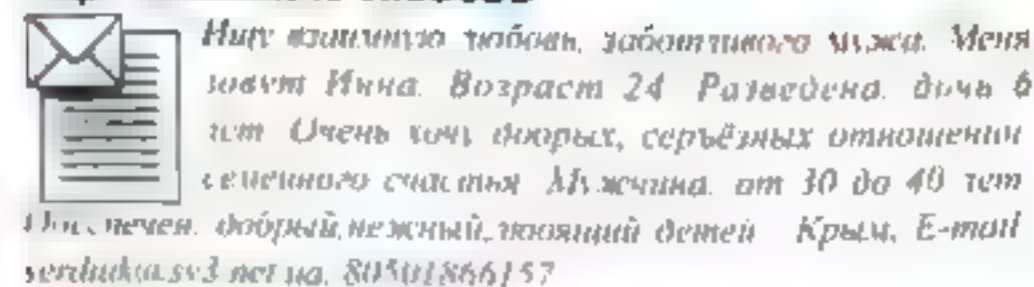 Ищу взаимную любовь, заботливого мужа. Меня
зовут Инна. Возраст 24 Разведена. дочь 6
лет Очень хочу добрых, серьёзных отношений
семейного счастья Мужчина. от 30 до 40 лет
добрый, нежный, любящий детей Крым, E-mail
80501866157